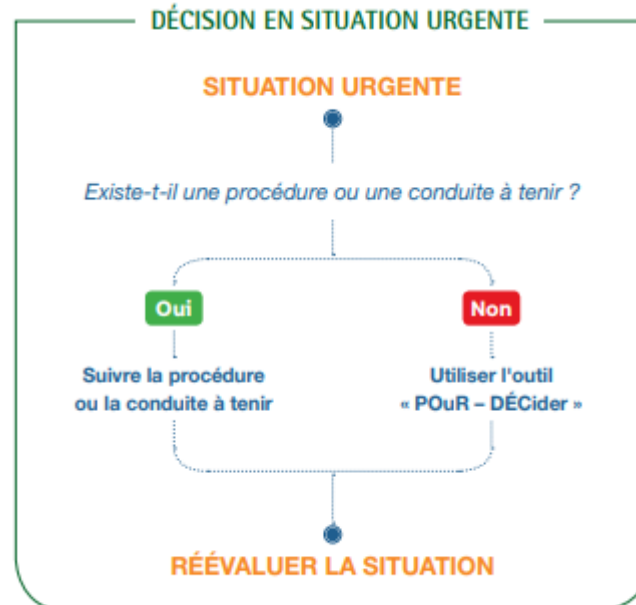 DÉCISION EN SITUATION URGENTE
SITUATION URGENTE
Existe-t-il une procédure ou une conduite à tenir ?
Oui
Non
Suivre la procédure
ou la conduite à tenir
Utiliser l'outil
« POuR – DÉCider »
RÉÉVALUER LA SITUATION